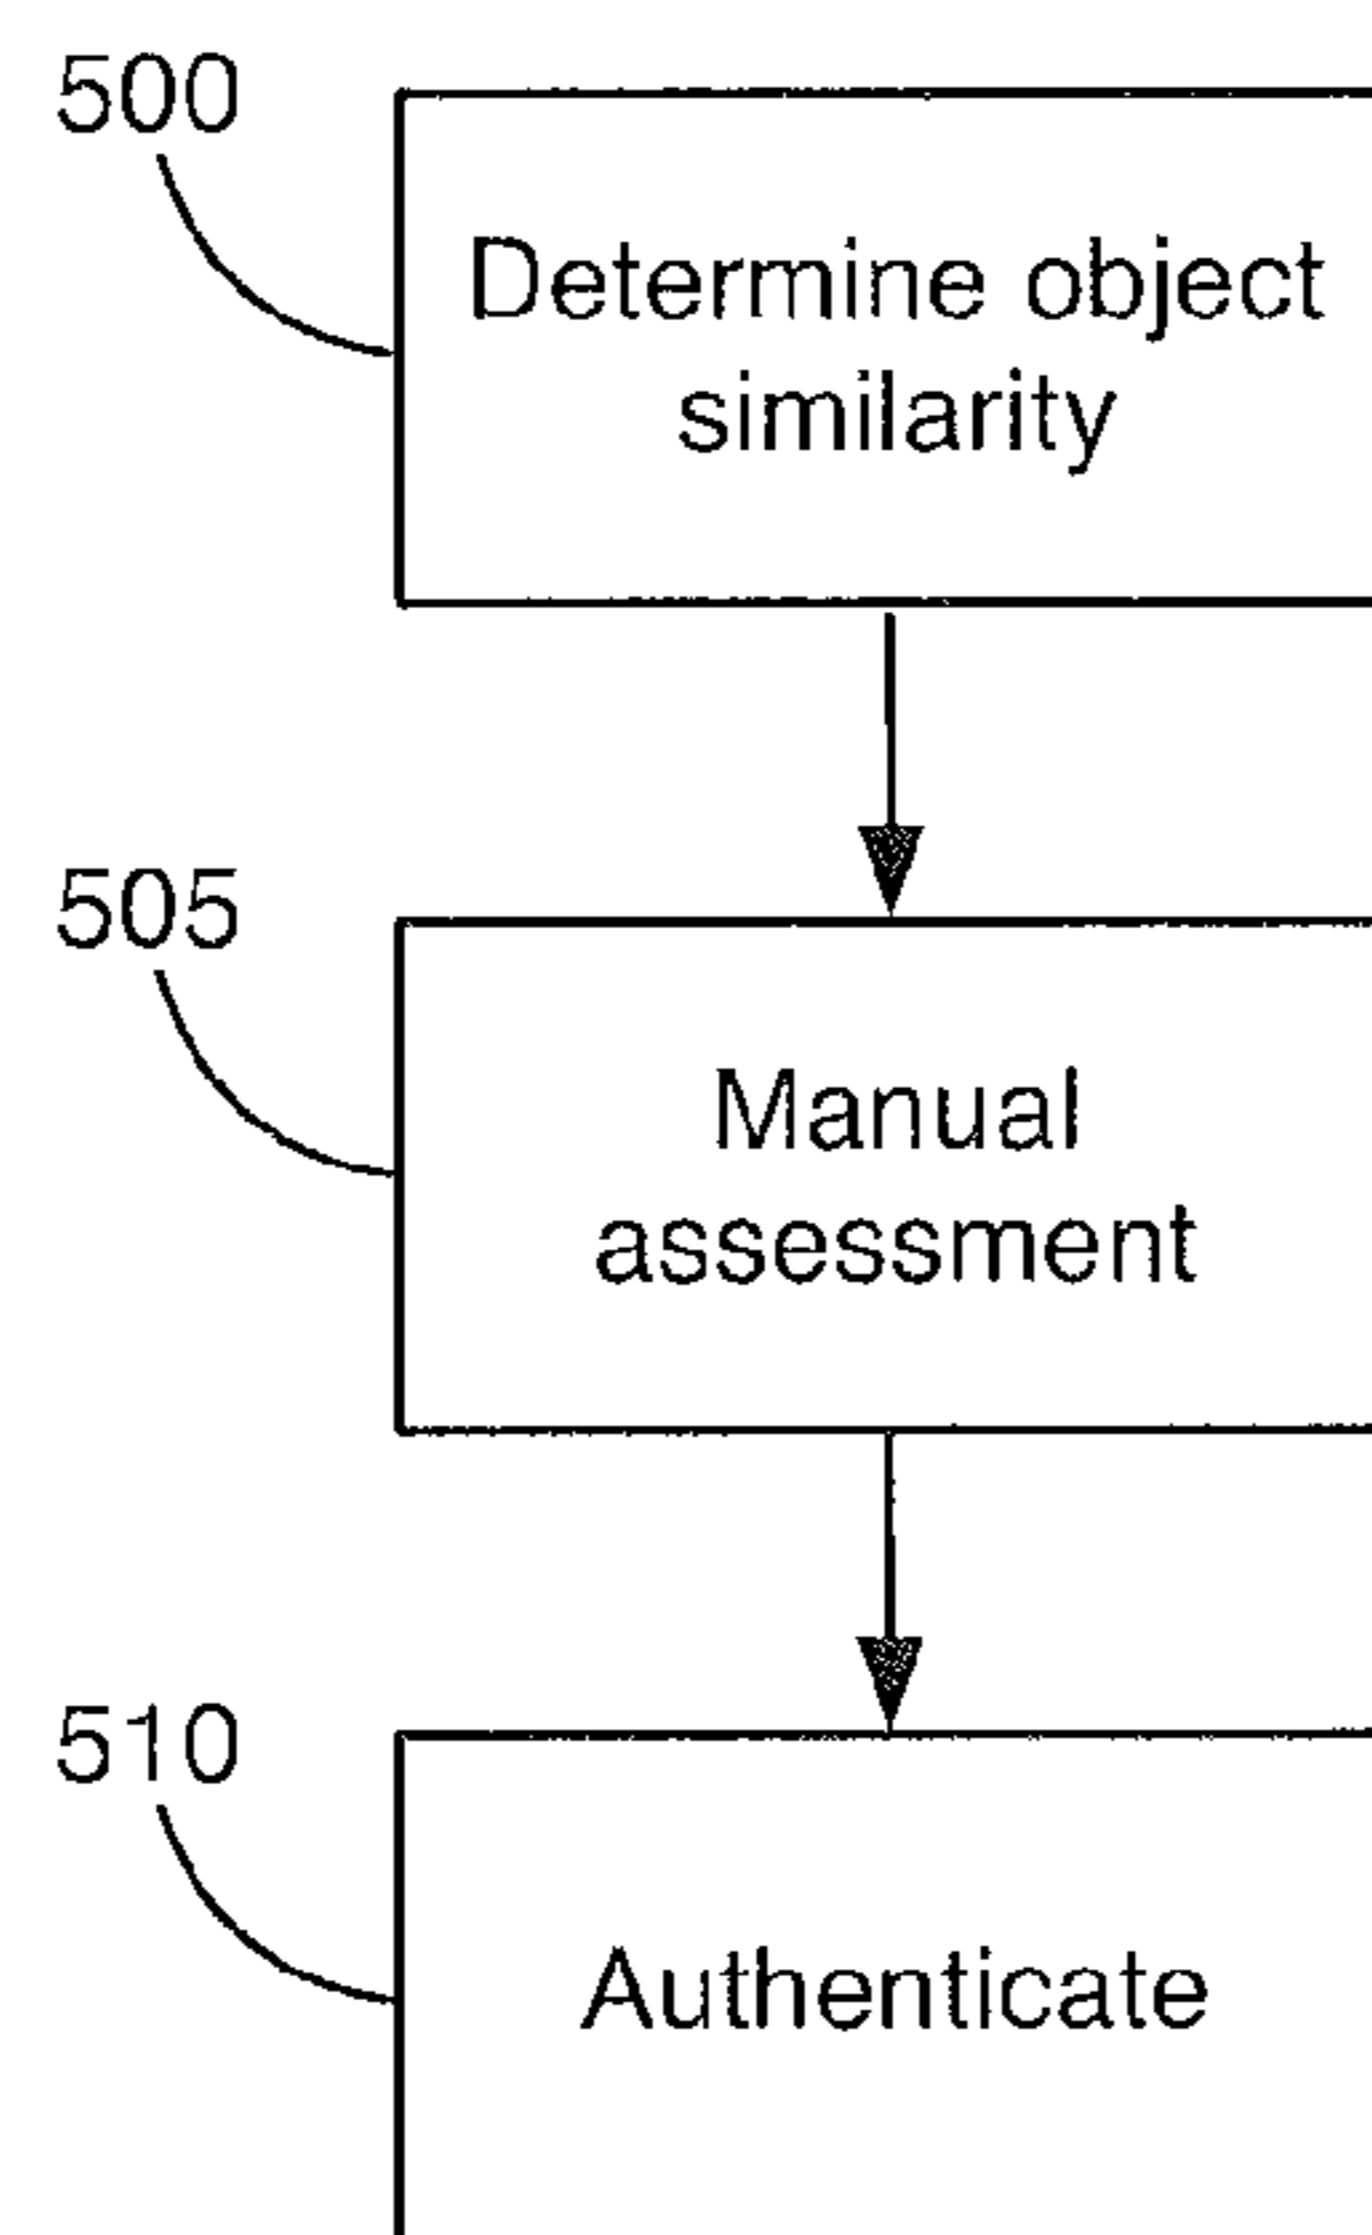 500
Determine object
similarity
505
Manual
assessment
510
Authenticate